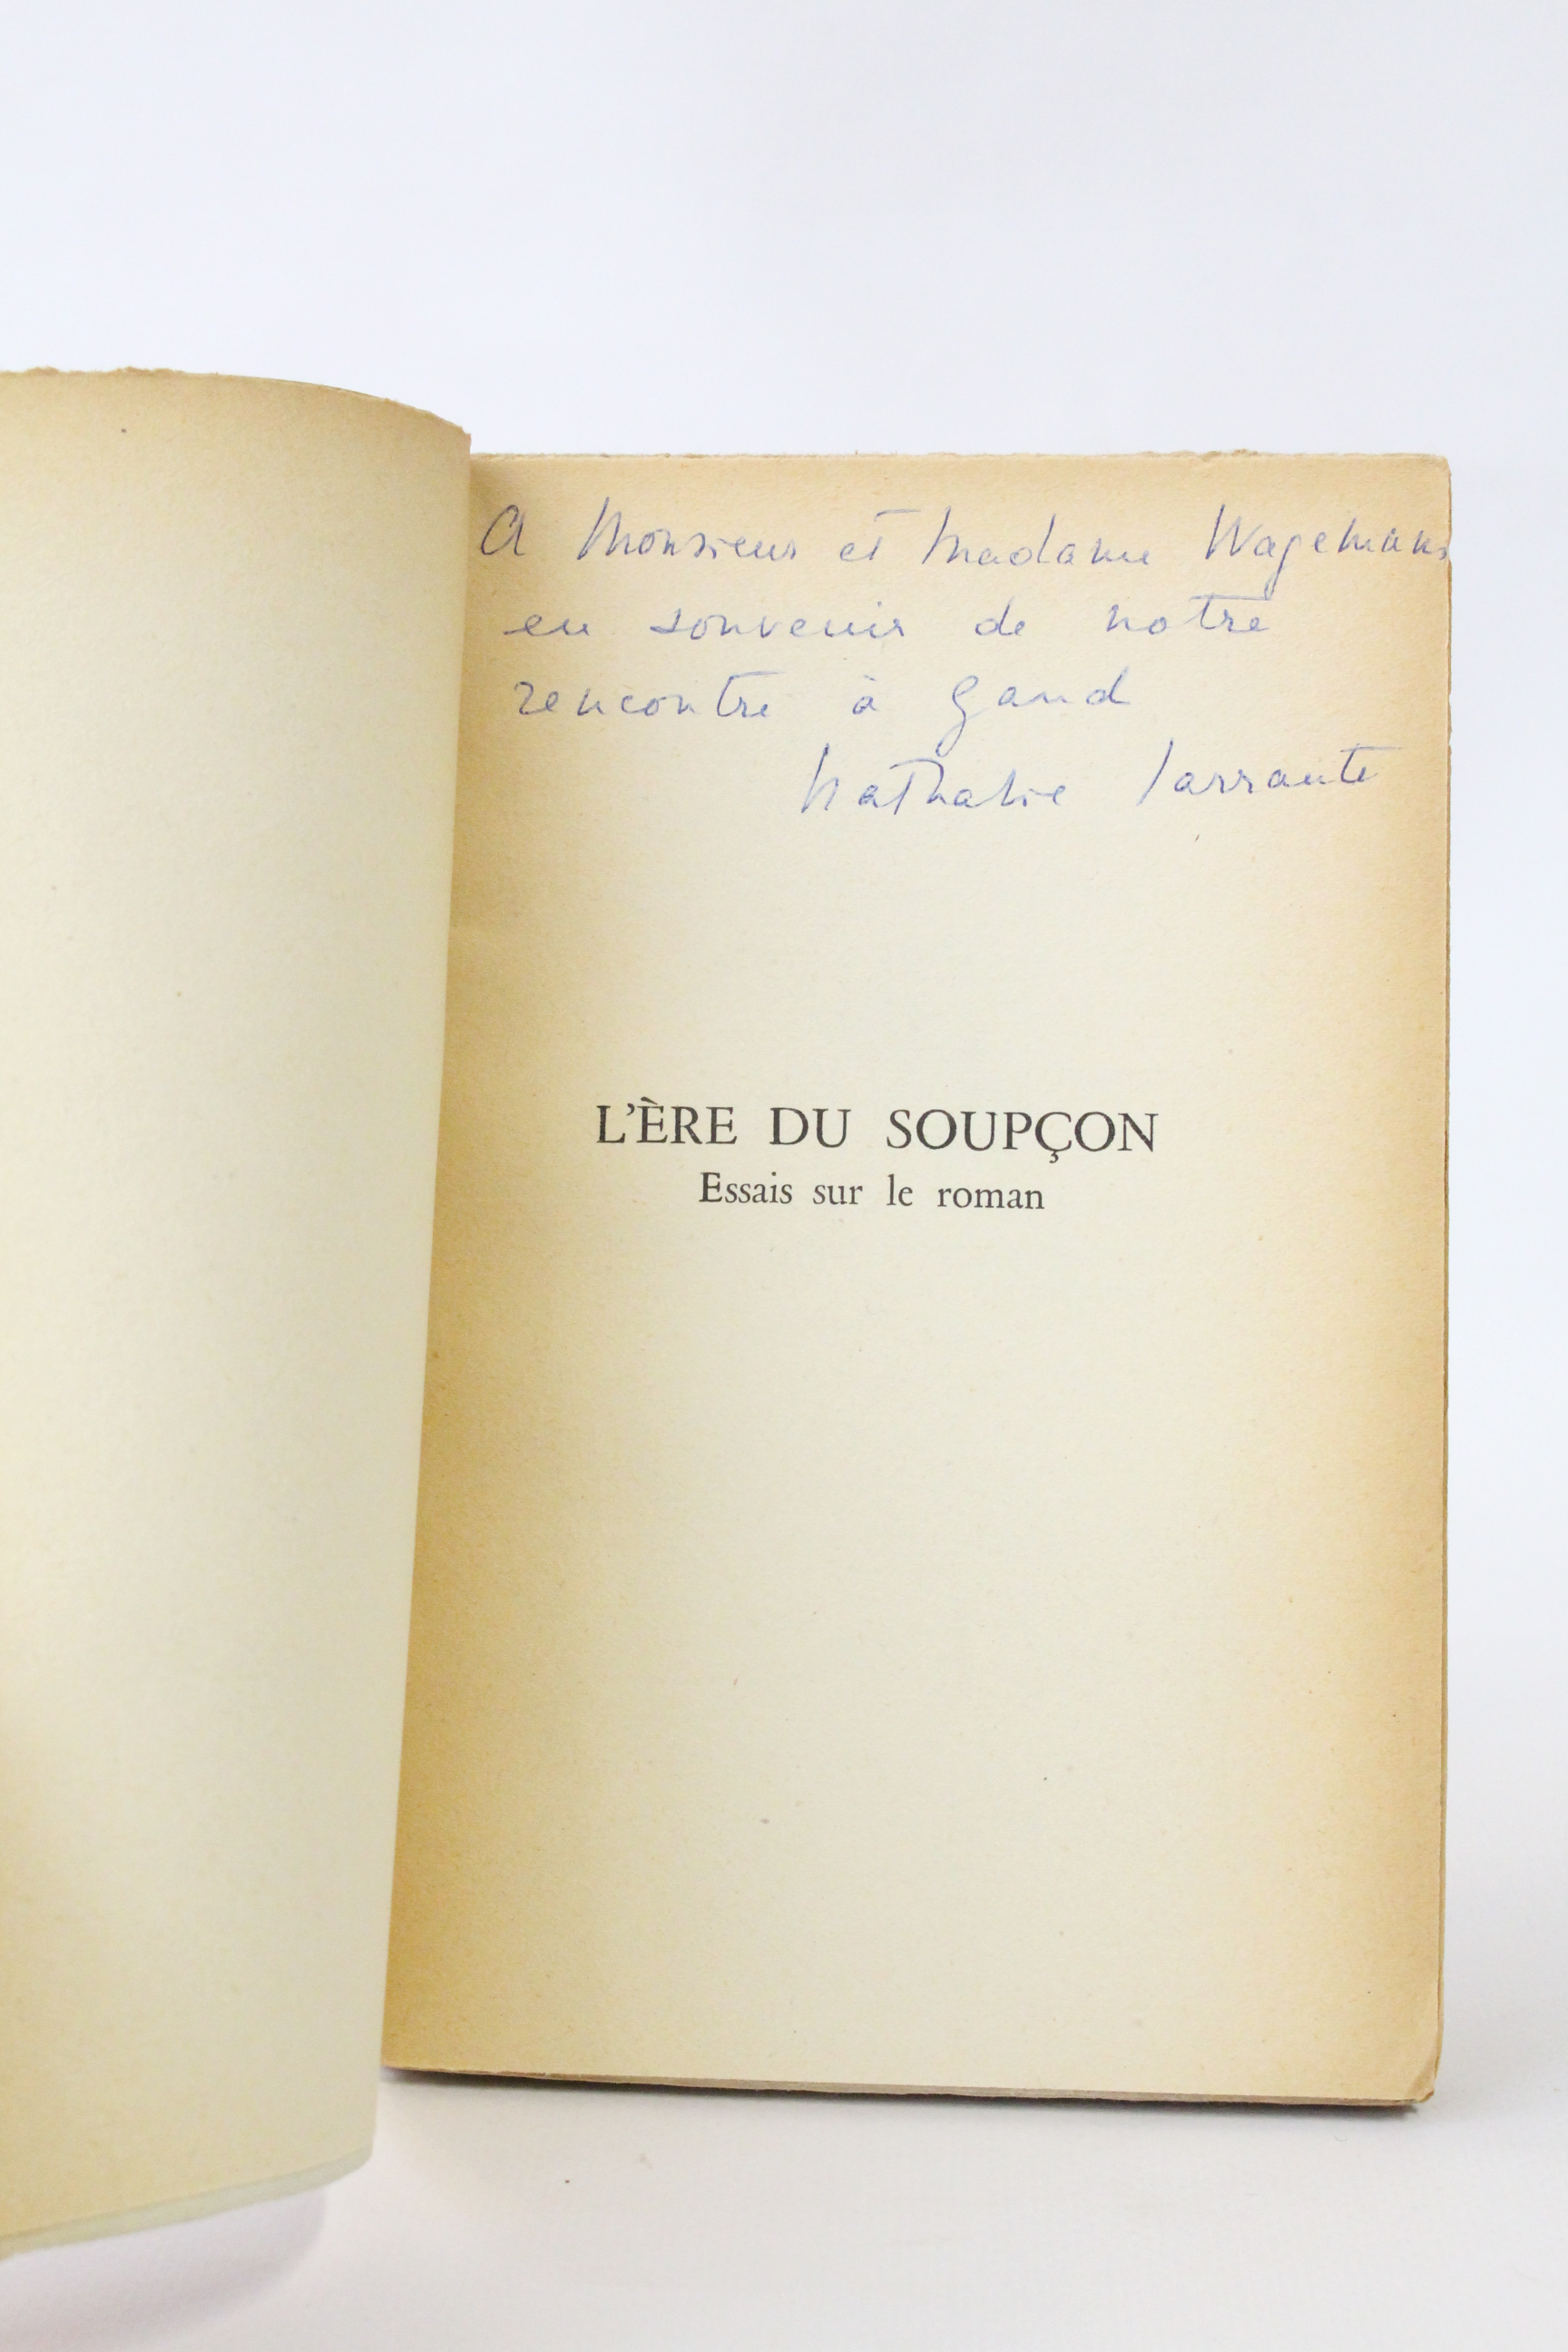 A Monsieur et Madame Wagemans
en souvenir de notre
rencontre à Gand
Nathalie Sarraute
L'ÈRE DU SOUPÇON
Essais sur le roman